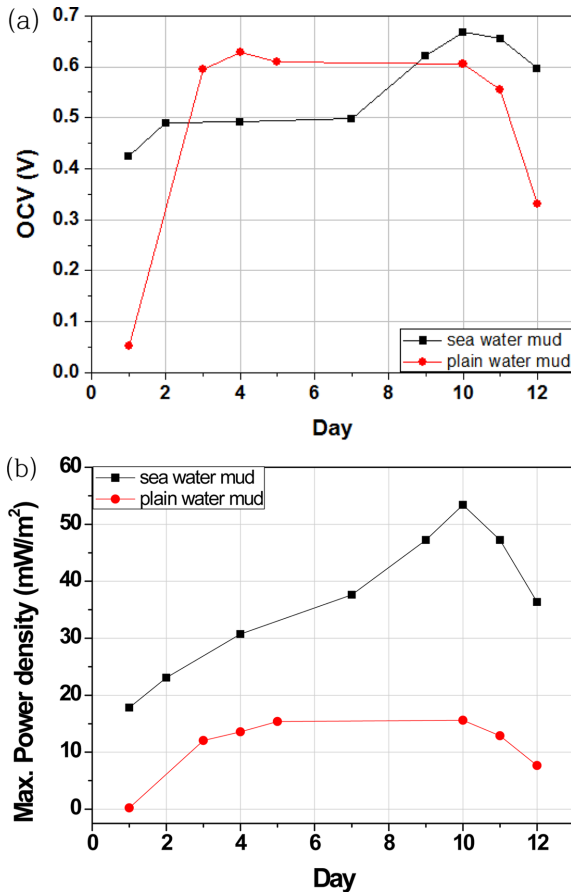 (a)
0.7
0.6
0.5
0.4
0.3
0.2
0.1
0.0
OCV (V)
sea water mud
plain water mud
0 2 4 6 8 10 12
Day
(b)
60
50
40
30
20
10
0
Max. Power density (mW/m²)
sea water mud
plain water mud
0 2 4 6 8 10 12
Day